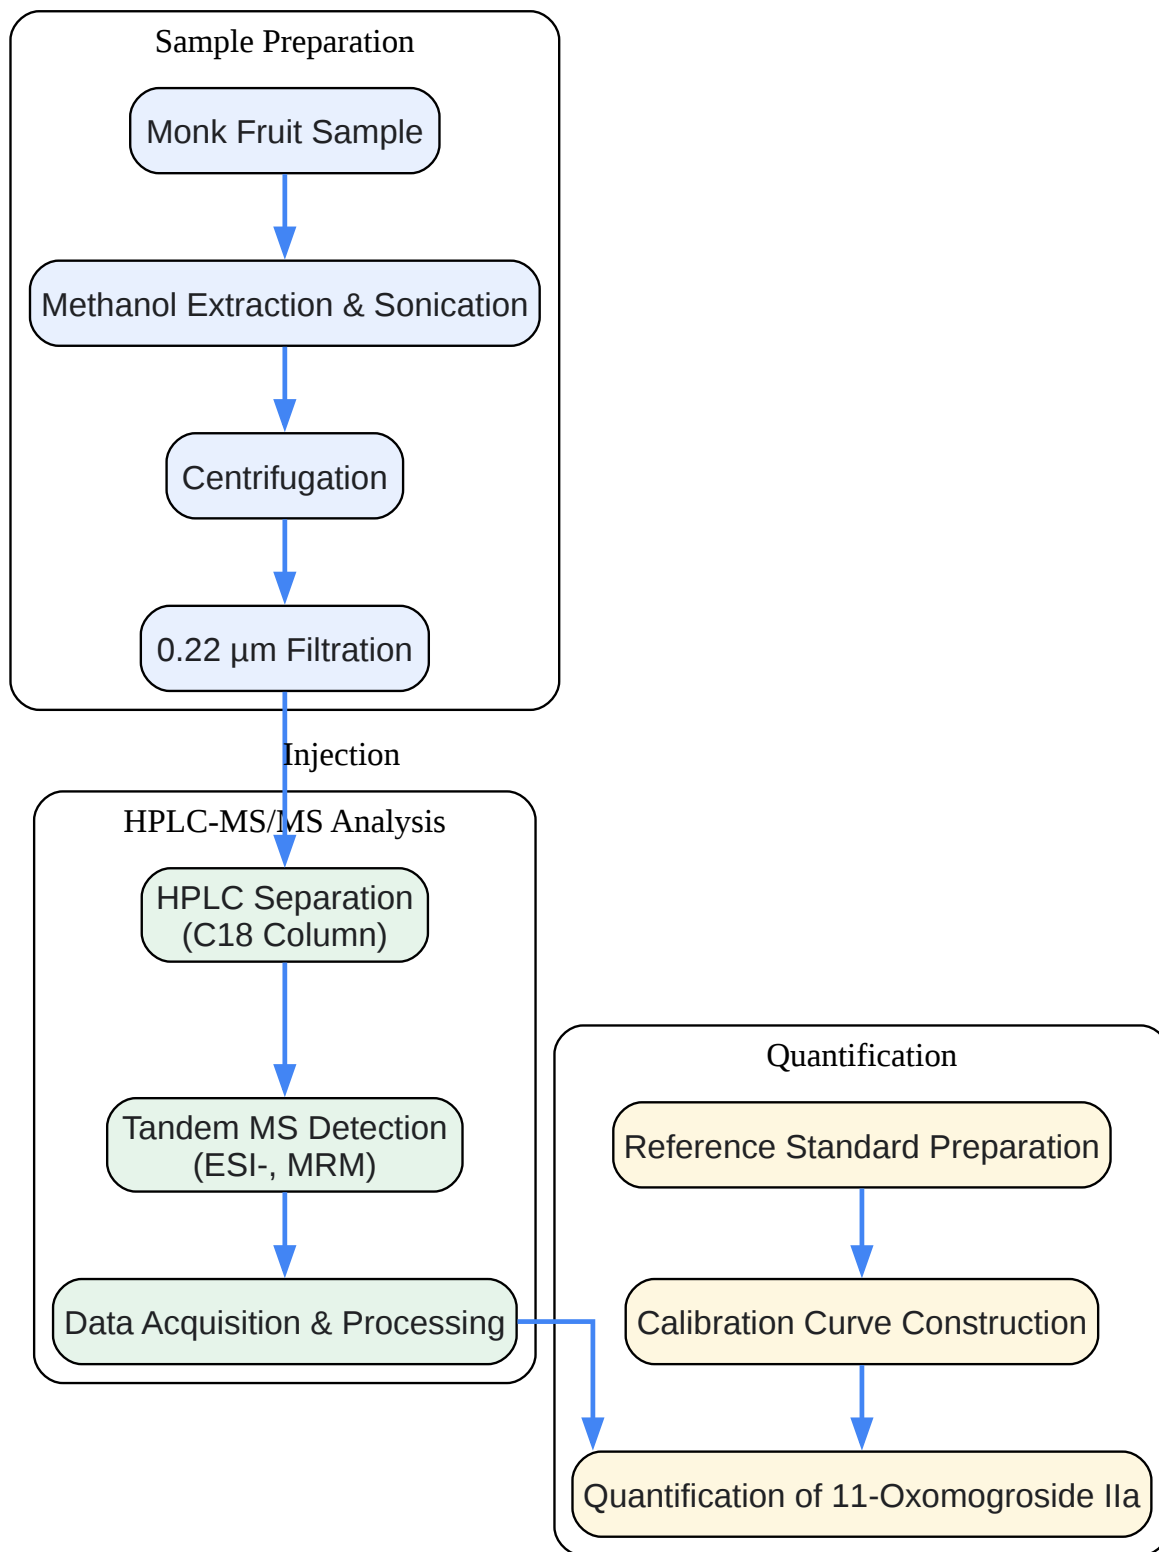 Sample Preparation
Monk Fruit Sample
Methanol Extraction & Sonication
Centrifugation
0.22 µm Filtration
Injection
HPLC-MS/MS Analysis
HPLC Separation
(C18 Column)
Tandem MS Detection
(ESI-, MRM)
Data Acquisition & Processing
Quantification
Reference Standard Preparation
Calibration Curve Construction
Quantification of 11-Oxomogroside IIa